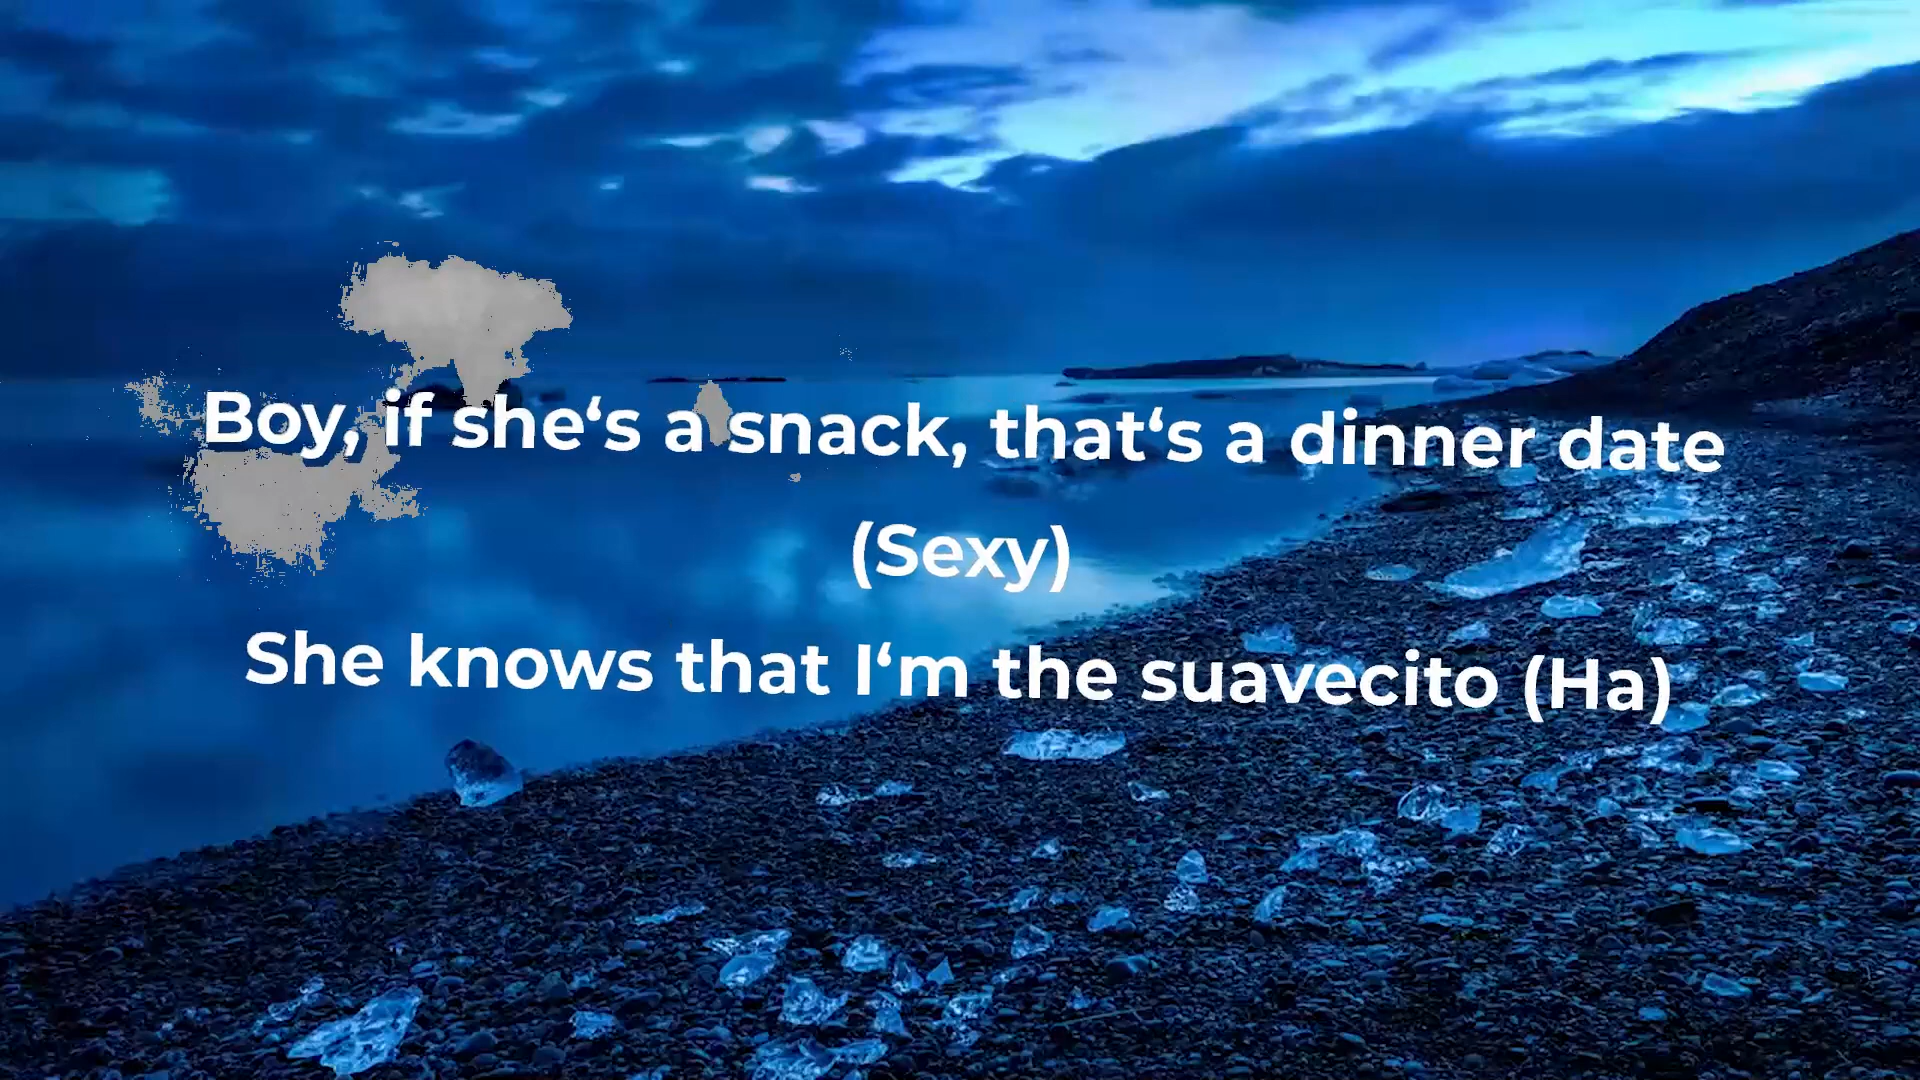 Boy, if she‘s a snack, that‘s a dinner date
(Sexy)
She knows that I‘m the suavecito (Ha)